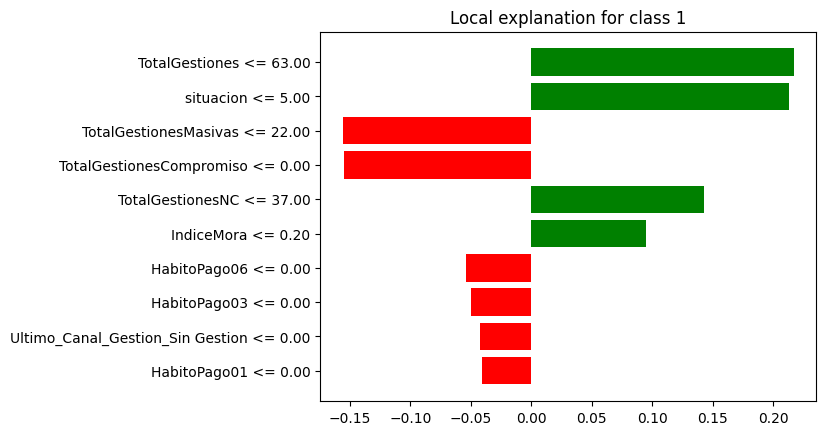 Local explanation for class 1
TotalGestiones <= 63.00
situacion <= 5.00
TotalGestionesMasivas <= 22.00
TotalGestionesCompromiso <= 0.00
TotalGestionesNC <= 37.00
IndiceMora <= 0.20
HabitoPago06 <= 0.00
HabitoPago03 <= 0.00
Ultimo_Canal_Gestion_Sin Gestion <= 0.00
HabitoPago01 <= 0.00
−0.15 −0.10 −0.05 0.00 0.05 0.10 0.15 0.20